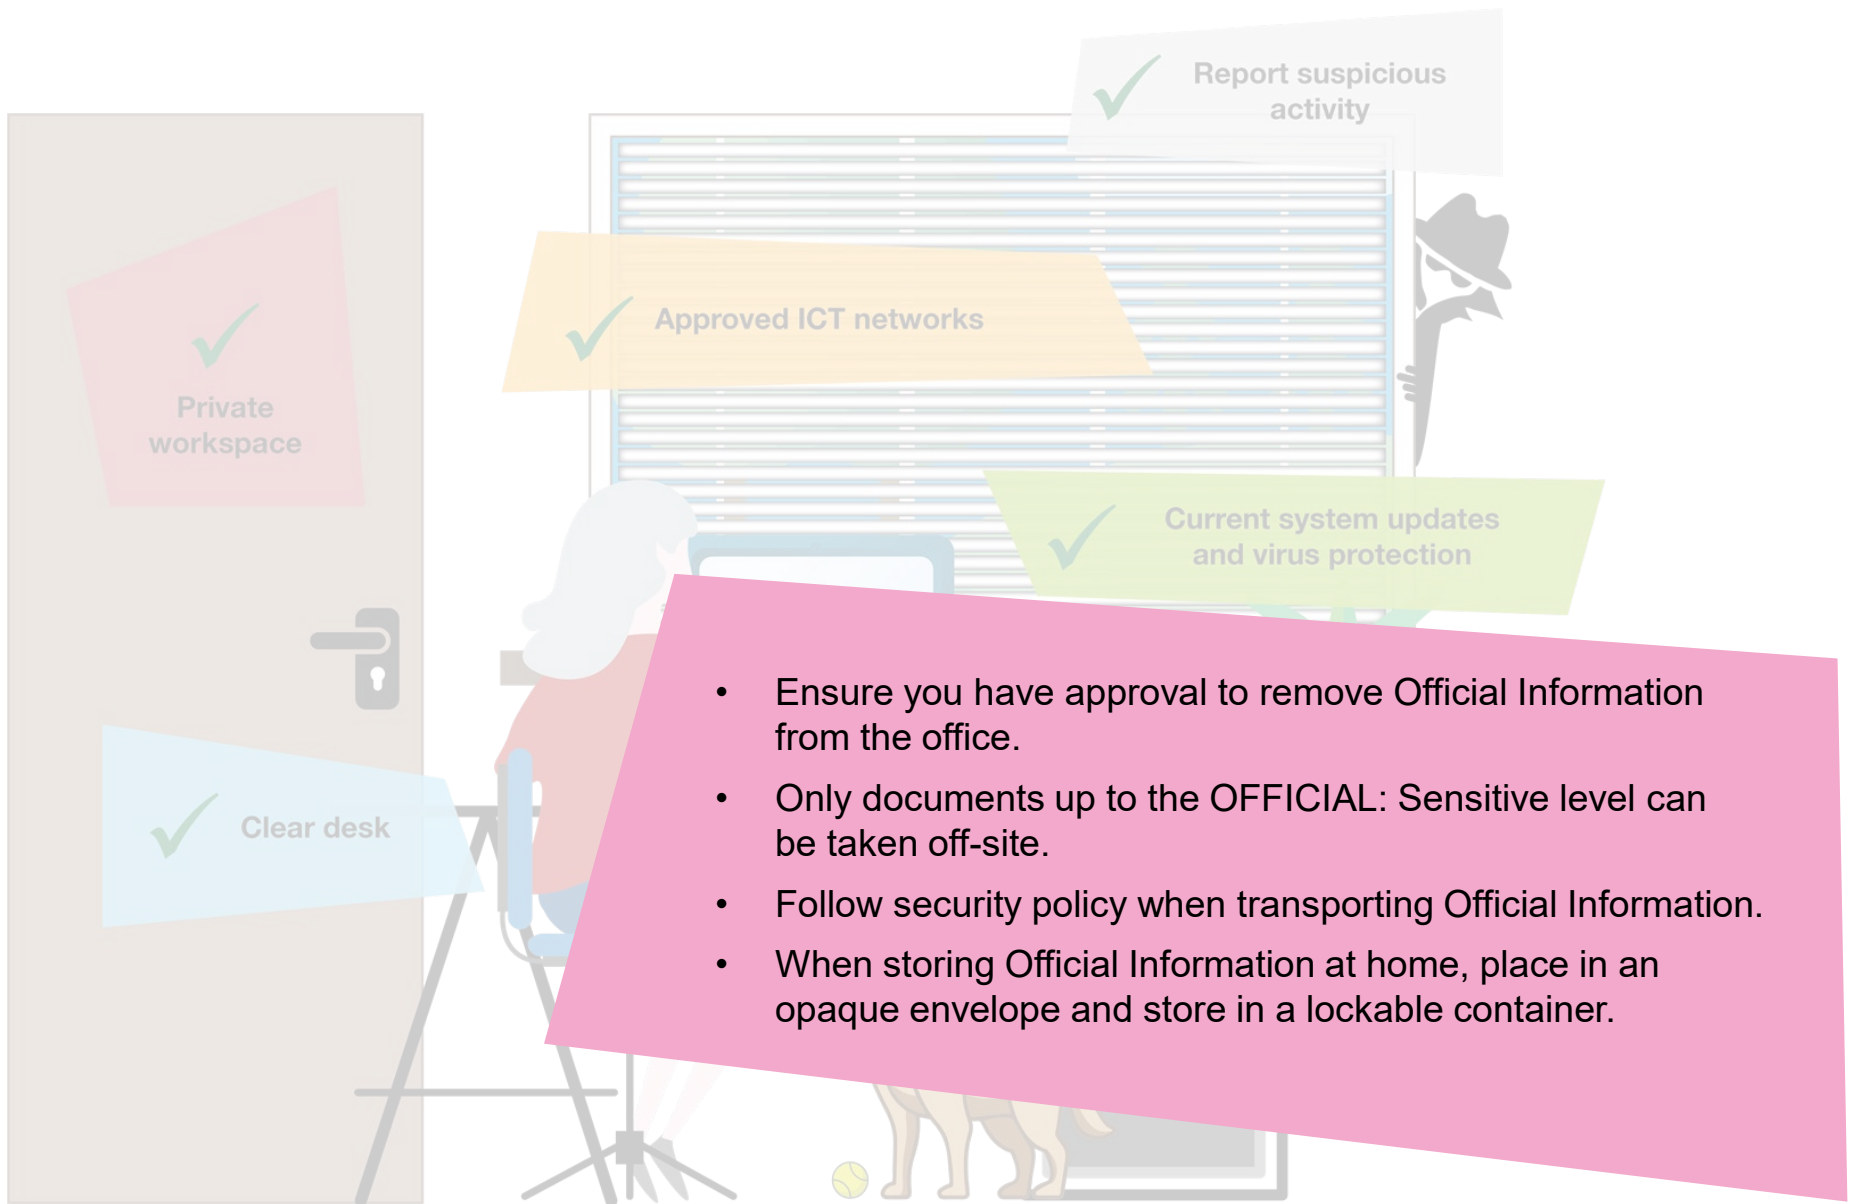 Report suspicious
activity
Approved ICT networks
Private
workspace
Current system updates
and virus protection
Clear desk
• Ensure you have approval to remove Official Information
from the office.
• Only documents up to the OFFICIAL: Sensitive level can
be taken off-site.
• Follow security policy when transporting Official Information.
• When storing Official Information at home, place in an
opaque envelope and store in a lockable container.